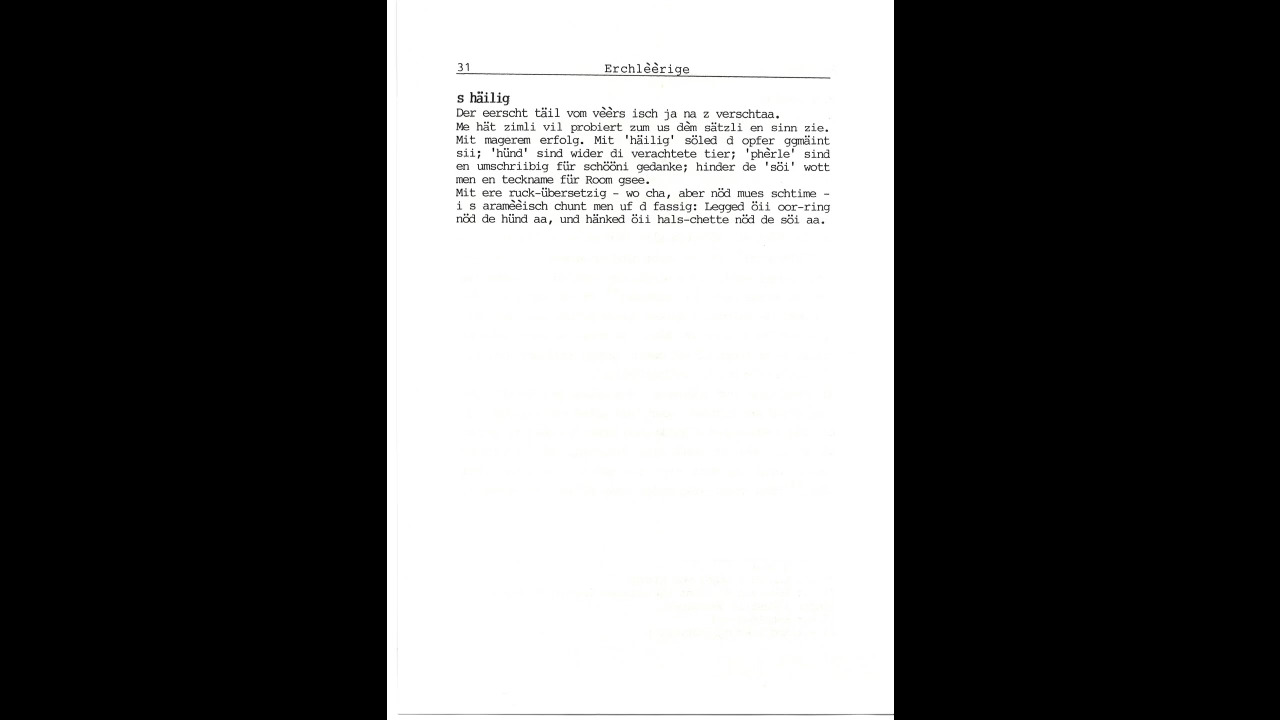 31 Erchlèèrige
s häilig
Der eerscht täil vom vèèrs isch ja na z verschtaa.
Me hät zimli vil probiert zum us dèm sätzli en sinn zie.
Mit magerem erfolg. Mit 'häilig' söled d opfer ggmäint
sii; 'hünd' sind wider di verachtete tier; 'phèrle' sind
en umschriibig für schööni gedanke; hinder de 'söi' wott
men en teckname für Room gsee.
Mit ere ruck-übersetzig - wo cha, aber nöd mues schtime -
i s aramèèisch chunt men uf d fassig: Legged öii oor-ring
nöd de hünd aa, und hänked öii hals-chette nöd de söi aa.